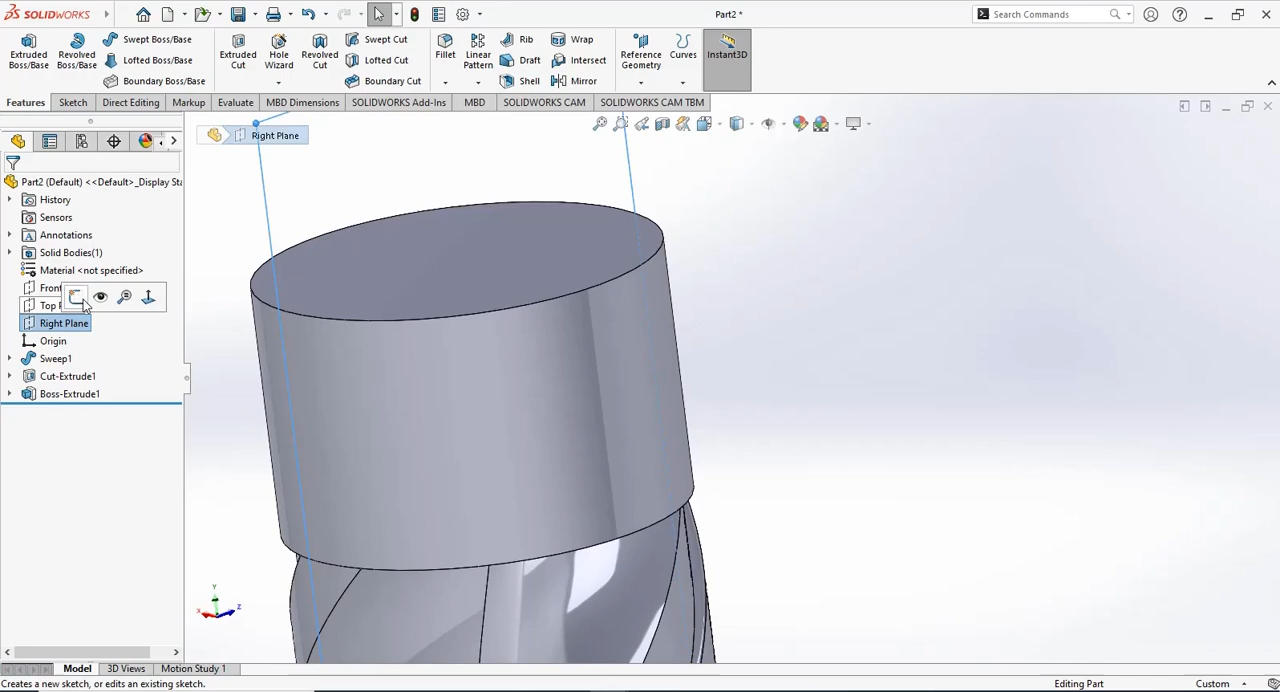 SOLIDWORKS
Part2 *
Search Commands
Extruded Boss/Base
Revolved Boss/Base
Swept Boss/Base
Lofted Boss/Base
Boundary Boss/Base
Extruded Cut
Hole Wizard
Revolved Cut
Swept Cut
Lofted Cut
Boundary Cut
Fillet
Linear Pattern
Rib
Draft
Shell
Wrap
Intersect
Mirror
Reference Geometry
Curves
Instant3D
Features
Sketch
Direct Editing
Markup
Evaluate
MBD Dimensions
SOLIDWORKS Add-Ins
MBD
SOLIDWORKS CAM
SOLIDWORKS CAM TBM
Right Plane
Part2 (Default) <<Default>_Display Sta
History
Sensors
Annotations
Solid Bodies(1)
Material <not specified>
Front
Top P
Right Plane
Origin
Sweep1
Cut-Extrude1
Boss-Extrude1
Y
X
Z
Model
3D Views
Motion Study 1
Creates a new sketch, or edits an existing sketch.
Editing Part
Custom